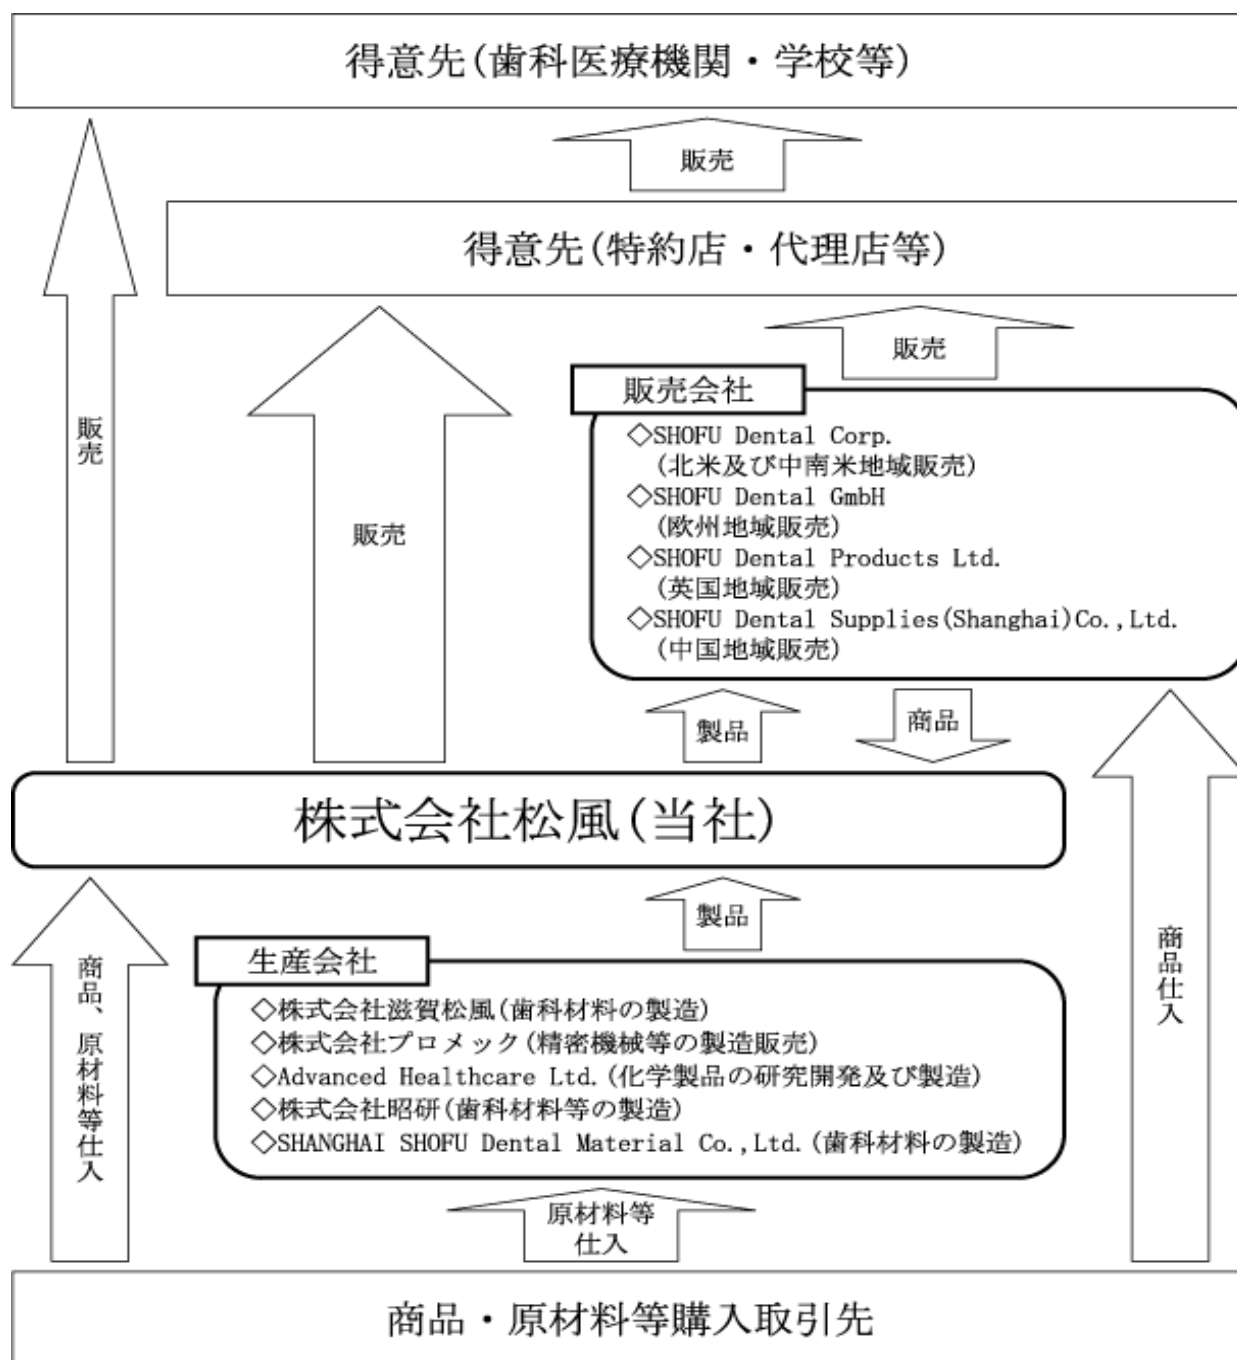 得意先(歯科医療機関・学校等)
販売
得意先(特約店・代理店等)
販売
販売
販売
販売会社
◇SHOFU Dental Corp.
(北米及び中南米地域販売)
◇SHOFU Dental GmbH
(欧州地域販売)
◇SHOFU Dental Products Ltd.
(英国地域販売)
◇SHOFU Dental Supplies(Shanghai)Co.,Ltd.
(中国地域販売)
製品
商品
株式会社松風(当社)
製品
商品、原材料等仕入
商品仕入
生産会社
◇株式会社滋賀松風(歯科材料の製造)
◇株式会社プロメック(精密機械等の製造販売)
◇Advanced Healthcare Ltd.(化学製品の研究開発及び製造)
◇株式会社昭研(歯科材料等の製造)
◇SHANGHAI SHOFU Dental Material Co.,Ltd.(歯科材料の製造)
原材料等
仕入
商品・原材料等購入取引先